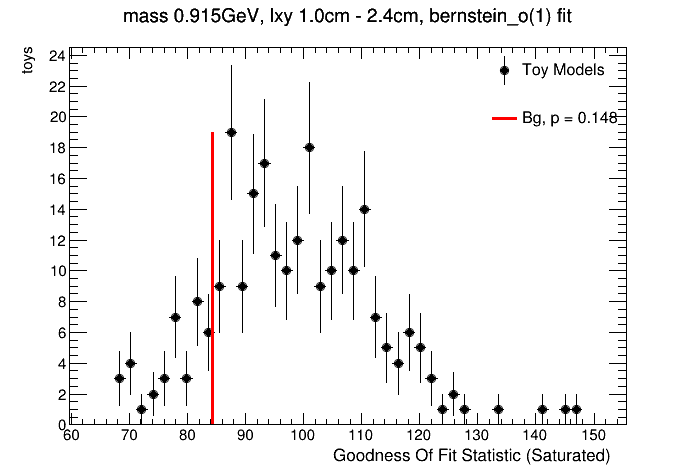 mass 0.915GeV, lxy 1.0cm - 2.4cm, bernstein_o(1) fit
toys
24
22
20
18
16
14
12
10
8
6
4
2
0
Toy Models
Bg, p = 0.148
60 70 80 90 100 110 120 130 140 150
Goodness Of Fit Statistic (Saturated)